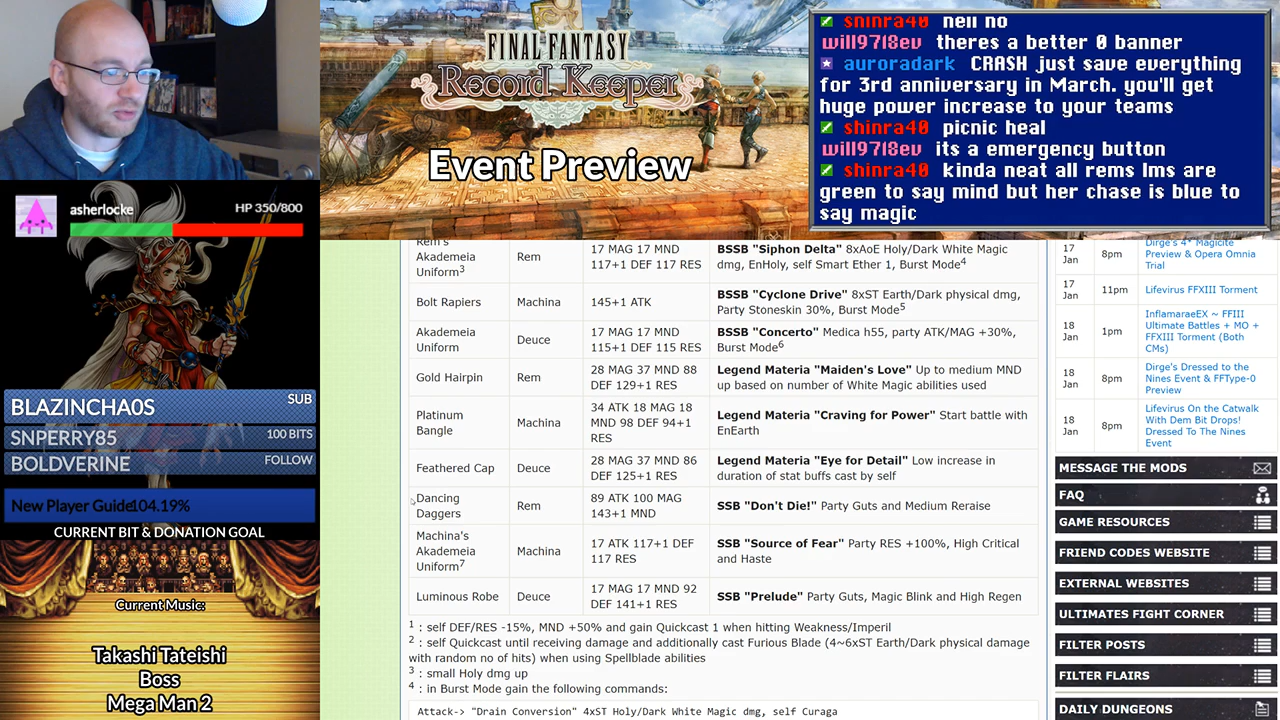 FINAL FANTASY
Record Keeper
Event Preview
shinra40 hell no
will9718ev theres a better 0 banner
auroradark CRASH just save everything
for 3rd anniversary in March. you'll get
huge power increase to your teams
shinra40 picnic heal
will9718ev its a emergency button
shinra40 kinda neat all rems lms are
green to say mind but her chase is blue to
say magic
asherlocke HP 350/800
BLAZINCHA0S SUB
SNPERRY85 100 BITS
BOLDVERINE FOLLOW
New Player Guide104.19%
CURRENT BIT & DONATION GOAL
Current Music:
Takashi Tateishi
Boss
Mega Man 2
Rem's
Akademeia
Uniform3
Rem
17 MAG 17 MND
117+1 DEF 117 RES
BSSB "Siphon Delta" 8xAoE Holy/Dark White Magic
dmg, EnHoly, self Smart Ether 1, Burst Mode4
Bolt Rapiers
Machina
145+1 ATK
BSSB "Cyclone Drive" 8xST Earth/Dark physical dmg,
Party Stoneskin 30%, Burst Mode5
Akademeia
Uniform
Deuce
17 MAG 17 MND
115+1 DEF 115 RES
BSSB "Concerto" Medica h55, party ATK/MAG +30%,
Burst Mode6
Gold Hairpin
Rem
28 MAG 37 MND 88
DEF 129+1 RES
Legend Materia "Maiden's Love" Up to medium MND
up based on number of White Magic abilities used
Platinum
Bangle
Machina
34 ATK 18 MAG 18
MND 98 DEF 94+1
RES
Legend Materia "Craving for Power" Start battle with
EnEarth
Feathered Cap
Deuce
28 MAG 37 MND 86
DEF 125+1 RES
Legend Materia "Eye for Detail" Low increase in
duration of stat buffs cast by self
Dancing
Daggers
Rem
89 ATK 100 MAG
143+1 MND
SSB "Don't Die!" Party Guts and Medium Reraise
Machina's
Akademeia
Uniform7
Machina
17 ATK 117+1 DEF
117 RES
SSB "Source of Fear" Party RES +100%, High Critical
and Haste
Luminous Robe
Deuce
17 MAG 17 MND 92
DEF 141+1 RES
SSB "Prelude" Party Guts, Magic Blink and High Regen
1 : self DEF/RES -15%, MND +50% and gain Quickcast 1 when hitting Weakness/Imperil
2 : self Quickcast until receiving damage and additionally cast Furious Blade (4~6xST Earth/Dark physical damage
with random no of hits) when using Spellblade abilities
3 : small Holy dmg up
4 : in Burst Mode gain the following commands:
Attack-> "Drain Conversion" 4xST Holy/Dark White Magic dmg, self Curaga
17
Jan
8pm
Dirge's 4* Magicite
Preview & Opera Omnia
Trial
17
Jan
11pm
Lifevirus FFXIII Torment
18
Jan
1pm
InflamaraeEX ~ FFIII
Ultimate Battles + MO +
FFXIII Torment (Both
CMs)
18
Jan
8pm
Dirge's Dressed to the
Nines Event & FFType-0
Preview
18
Jan
8pm
Lifevirus On the Catwalk
With Dem Bit Drops!
Dressed To The Nines
Event
MESSAGE THE MODS
FAQ
GAME RESOURCES
FRIEND CODES WEBSITE
EXTERNAL WEBSITES
ULTIMATES FIGHT CORNER
FILTER POSTS
FILTER FLAIRS
DAILY DUNGEONS